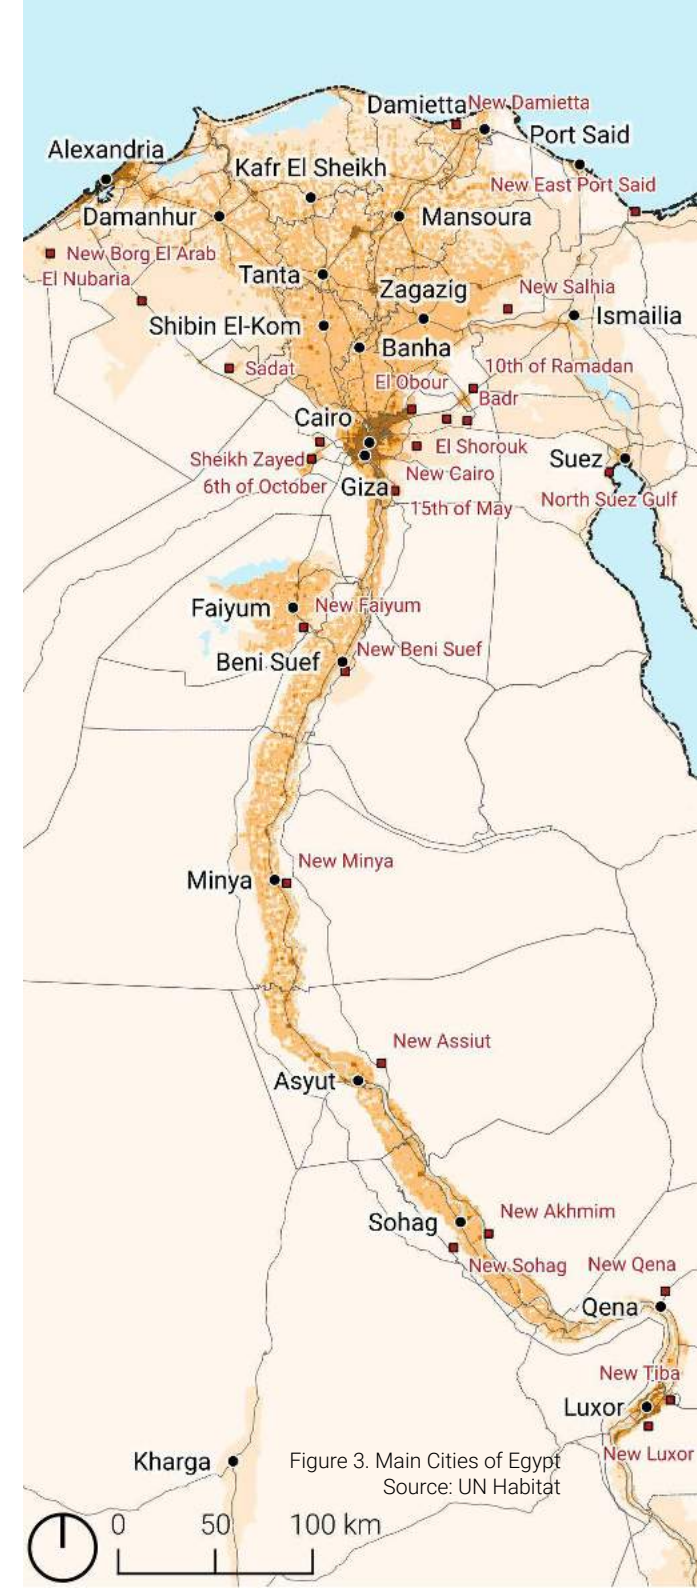 Damietta
New Damietta
Port Said
Alexandria
Kafr El Sheikh
New East Port Said
Damanhur
Mansoura
New Borg El Arab
El Nubaria
Tanta
Zagazig
New Salhia
Shibin El-Kom
Ismailia
Banha
Sadat
El Obour
10th of Ramadan
Badr
Cairo
El Shorouk
Sheikh Zayed
Suez
New Cairo
6th of October
Giza
North Suez Gulf
15th of May
Faiyum
New Faiyum
Beni Suef
New Beni Suef
Minya
New Minya
New Assiut
Asyut
Sohag
New Akhmim
New Sohag
New Qena
Qena
New Tiba
Luxor
New Luxor
Kharga
Figure 3. Main Cities of Egypt
Source: UN Habitat
0 50 100 km